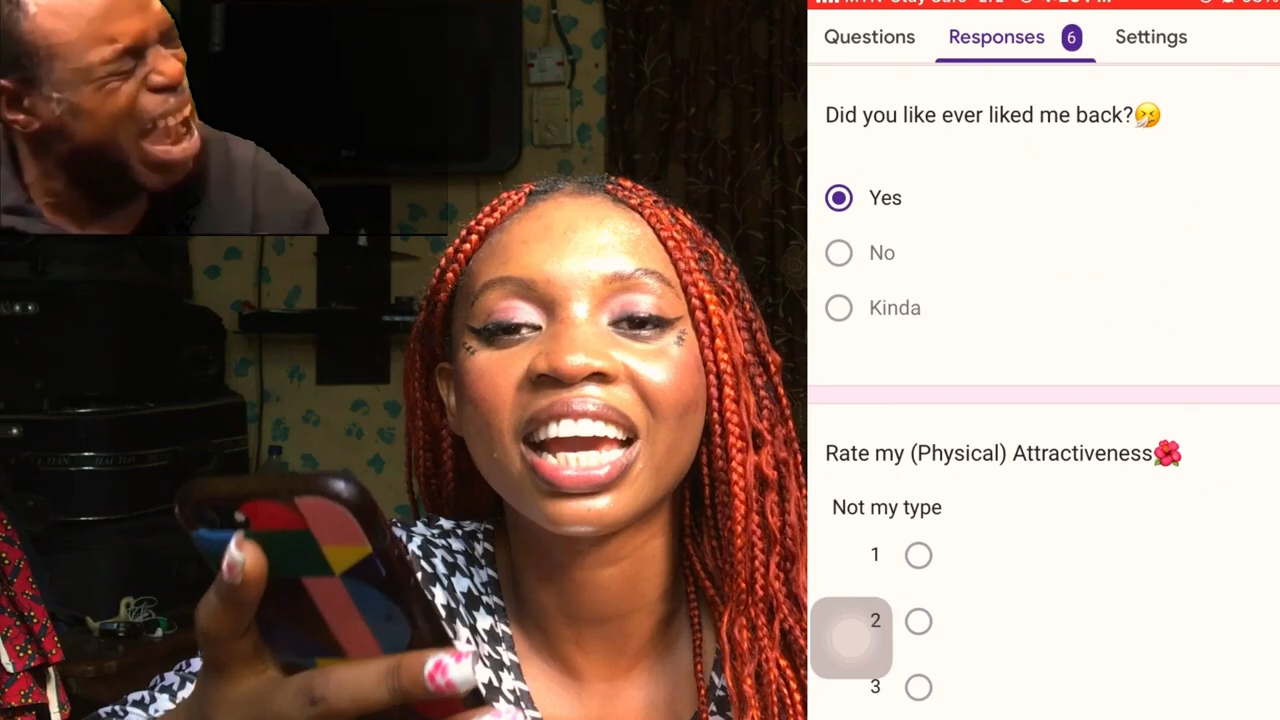 Questions
Responses
6
Settings
Did you like ever liked me back?🤧
Yes
No
Kinda
Rate my (Physical) Attractiveness🌺
Not my type
1
2
3